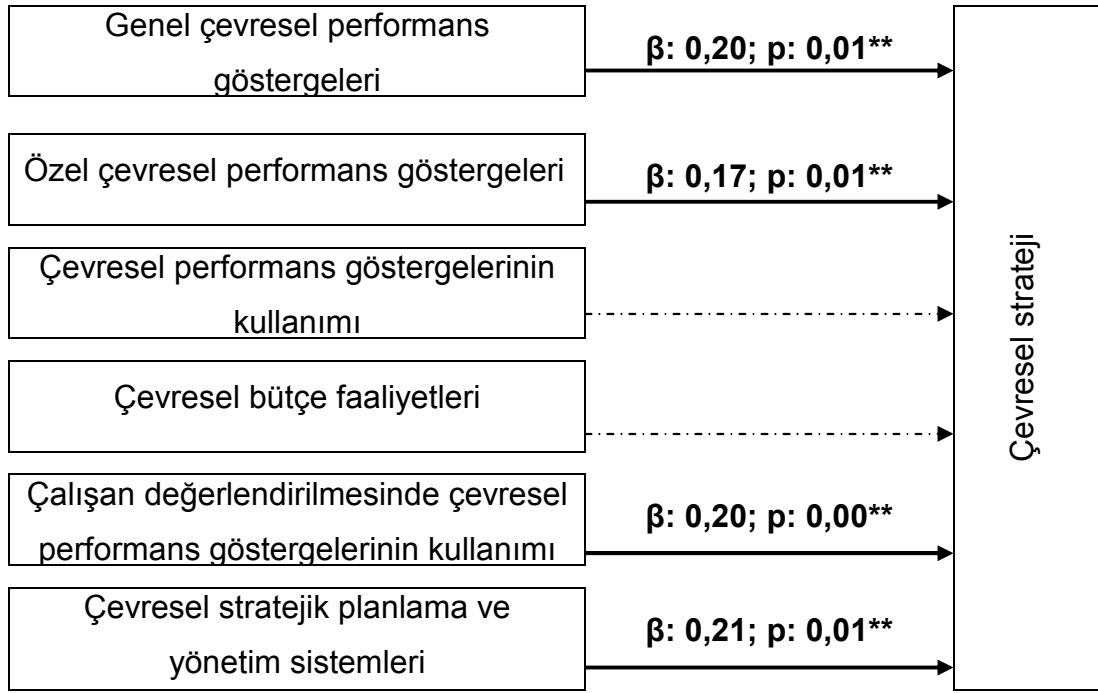 Genel çevresel performans
göstergeleri
β: 0,20; p: 0,01**
Özel çevresel performans göstergeleri
β: 0,17; p: 0,01**
Çevresel performans göstergelerinin
kullanımı
Çevresel bütçe faaliyetleri
Çalışan değerlendirilmesinde çevresel
performans göstergelerinin kullanımı
β: 0,20; p: 0,00**
Çevresel stratejik planlama ve
yönetim sistemleri
β: 0,21; p: 0,01**
Çevresel strateji